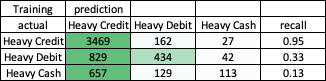 Training prediction
actual Heavy Credit Heavy Debit Heavy Cash recall
Heavy Credit 3469 162 27 0.95
Heavy Debit 829 434 42 0.33
Heavy Cash 657 129 113 0.13